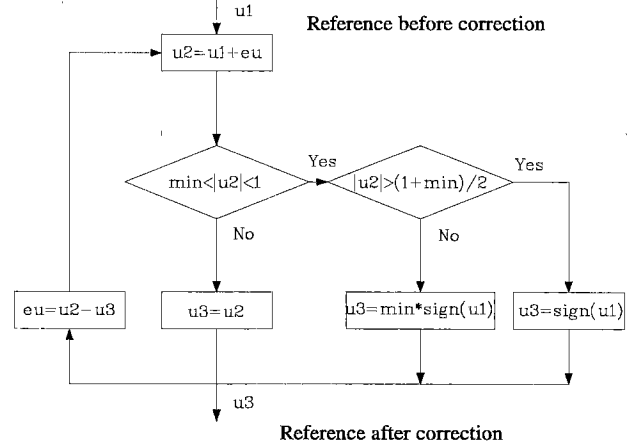 u1
Reference before correction
u2=u1+eu
min<|u2|<1
Yes
|u2|>(1+min)/2
Yes
No
No
eu=u2-u3
u3=u2
u3=min*sign(u1)
u3=sign(u1)
u3
Reference after correction